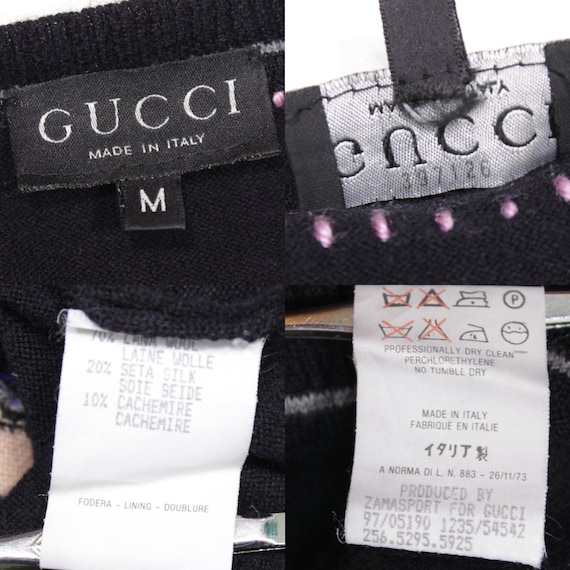 GUCCI
MADE IN ITALY
M
GUCCI
397126
70% LANA WOOL
LAINE WOLLE
20% SETA SILK
SOIE SEIDE
10% CACHEMIRE
CACHEMIRE
FODERA - LINING - DOUBLURE
P
PROFESSIONALLY DRY CLEAN
PERCHLORETHYLENE
NO TUMBLE DRY
MADE IN ITALY
FABRIQUÉ EN ITALIE
イタリア製
A NORMA DI L. N. 883 - 26/11/73
PRODUCED BY
ZAMASPORT FOR GUCCI
97/05190 1235/54542
256.5295.5925